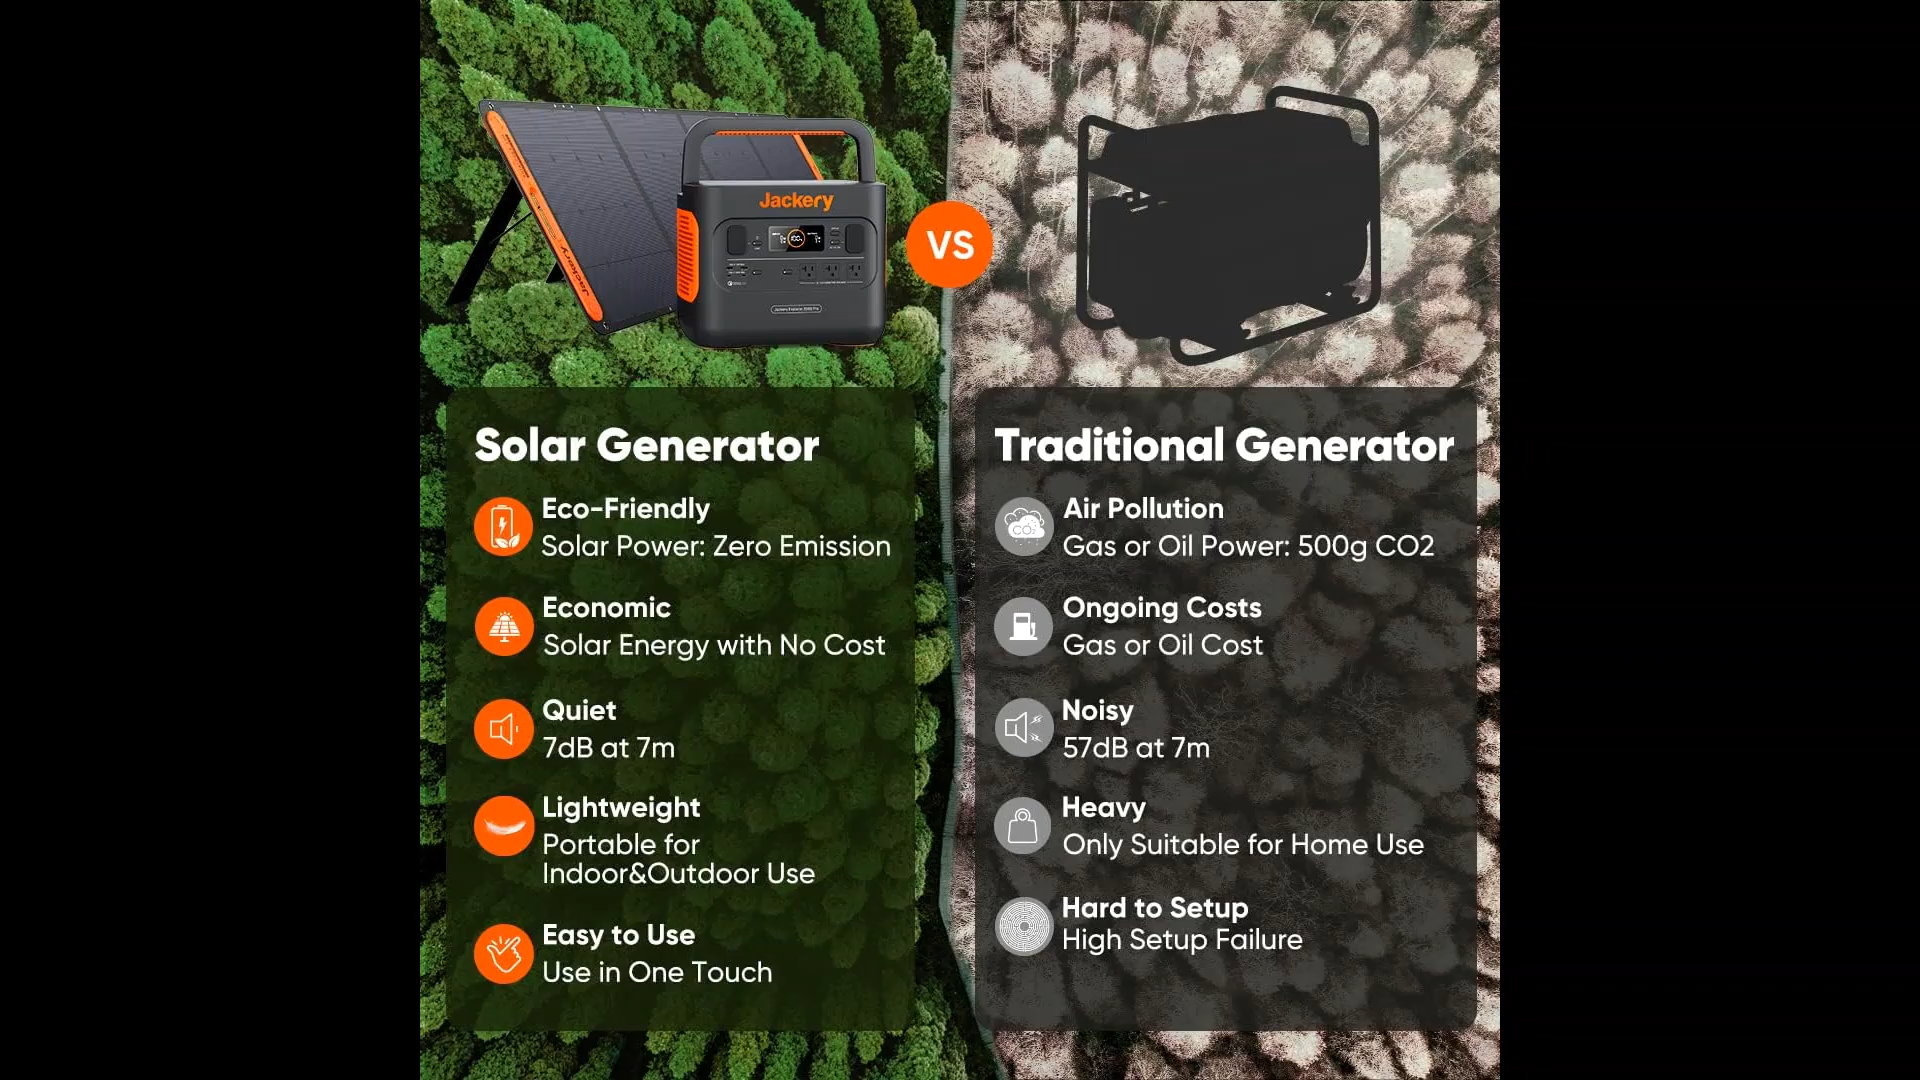 Jackery
Jackery
VS
Solar Generator
Eco-Friendly
Solar Power: Zero Emission
Economic
Solar Energy with No Cost
Quiet
7dB at 7m
Lightweight
Portable for
Indoor&Outdoor Use
Easy to Use
Use in One Touch
Traditional Generator
Air Pollution
CO2
Gas or Oil Power: 500g CO2
Ongoing Costs
Gas or Oil Cost
Noisy
57dB at 7m
Heavy
Only Suitable for Home Use
Hard to Setup
High Setup Failure